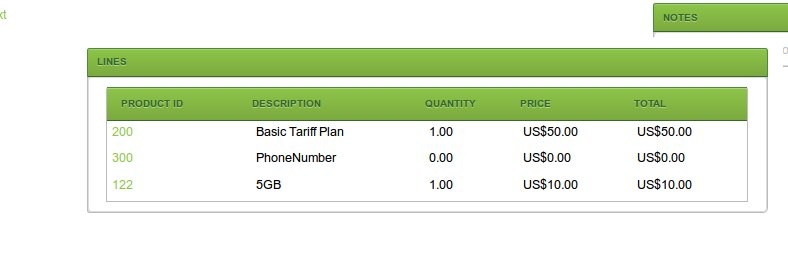 xt
NOTES
LINES
PRODUCT ID DESCRIPTION QUANTITY PRICE TOTAL
200 Basic Tariff Plan 1.00 US$50.00 US$50.00
300 PhoneNumber 0.00 US$0.00 US$0.00
122 5GB 1.00 US$10.00 US$10.00